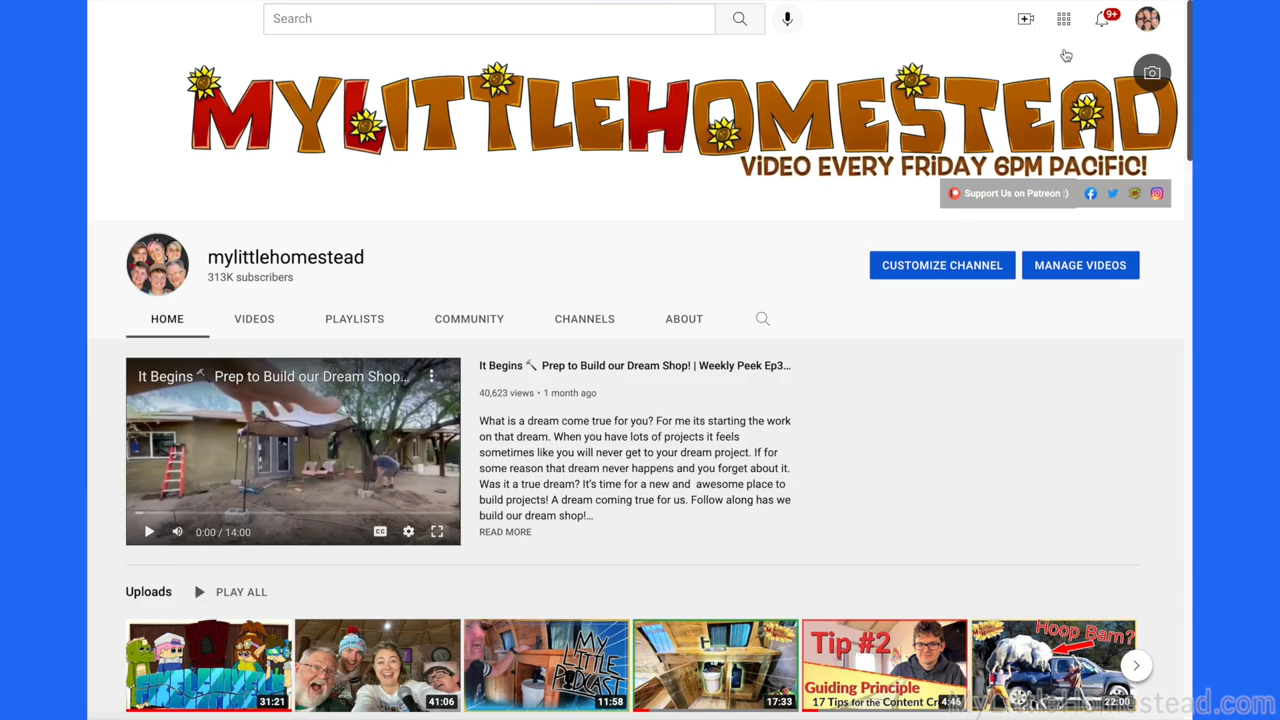 Search
9+
MYLITTLEHOMESTEAD
ViDEO EVERY FRiDAY 6PM PACiFiC!
Support Us on Patreon :)
mylittlehomestead
313K subscribers
CUSTOMIZE CHANNEL
MANAGE VIDEOS
HOME
VIDEOS
PLAYLISTS
COMMUNITY
CHANNELS
ABOUT
It Begins🔨 Prep to Build our Dream Shop...
0:00 / 14:00
CC
It Begins🔨 Prep to Build our Dream Shop! | Weekly Peek Ep3...
40,623 views • 1 month ago
What is a dream come true for you? For me its starting the work
on that dream. When you have lots of projects it feels
sometimes like you will never get to your dream project. If for
some reason that dream never happens and you forget about it.
Was it a true dream? It's time for a new and awesome place to
build projects! A dream coming true for us. Follow along has we
build our dream shop!...
READ MORE
Uploads
PLAY ALL
31:21
41:06
MY
LITTLE
PODCAST
11:58
17:33
Tip #2
Guiding Principle
17 Tips for the Content Cr
4:46
Hoop Barn?
22:00
MyLittleHomestead.com